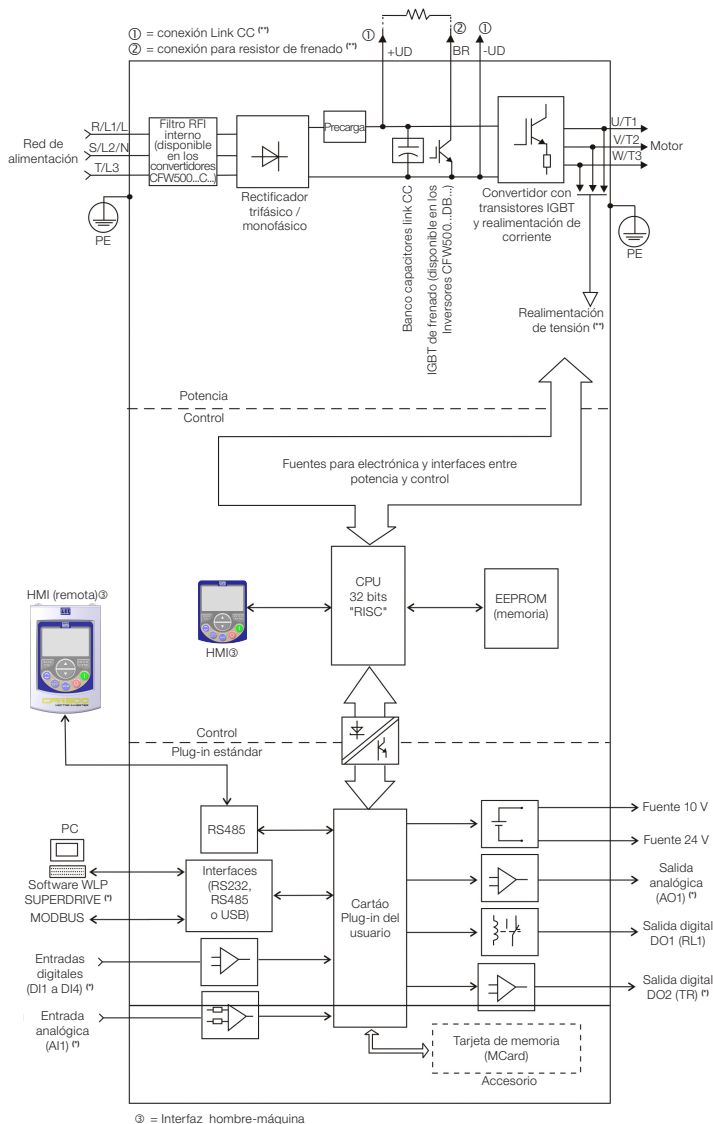 ① = conexión Link CC (**)
② = conexión para resistor de frenado (**)
①
②
①
+UD
BR
-UD
Red de
alimentación
R/L1/L
S/L2/N
T/L3
Filtro RFI
interno
(disponible
en los
convertidores
CFW500...C...)
Precarga
U/T1
V/T2
W/T3
Motor
PE
Rectificador
trifásico /
monofásico
Banco capacitores link CC
IGBT de frenado (disponible en los
Inversores CFW500...DB...)
Convertidor con
transistores IGBT
y realimentación de
corriente
PE
Realimentación
de tensión (**)
Potencia
Control
Fuentes para electrónica y interfaces entre
potencia y control
HMI (remota)③
HMI③
CPU
32 bits
"RISC"
EEPROM
(memoria)
Control
Plug-in estándar
PC
Software WLP
SUPERDRIVE (*)
MODBUS
RS485
Interfaces
(RS232,
RS485
o USB)
Cartáo
Plug-in del
usuario
Fuente 10 V
Fuente 24 V
Salida
analógica
(AO1) (*)
Salida digital
DO1 (RL1)
Entradas
digitales
(DI1 a DI4) (*)
Salida digital
DO2 (TR) (*)
Entrada
analógica
(AI1) (*)
Tarjeta de memoria
(MCard)
Accesorio
③ = Interfaz hombre-máquina